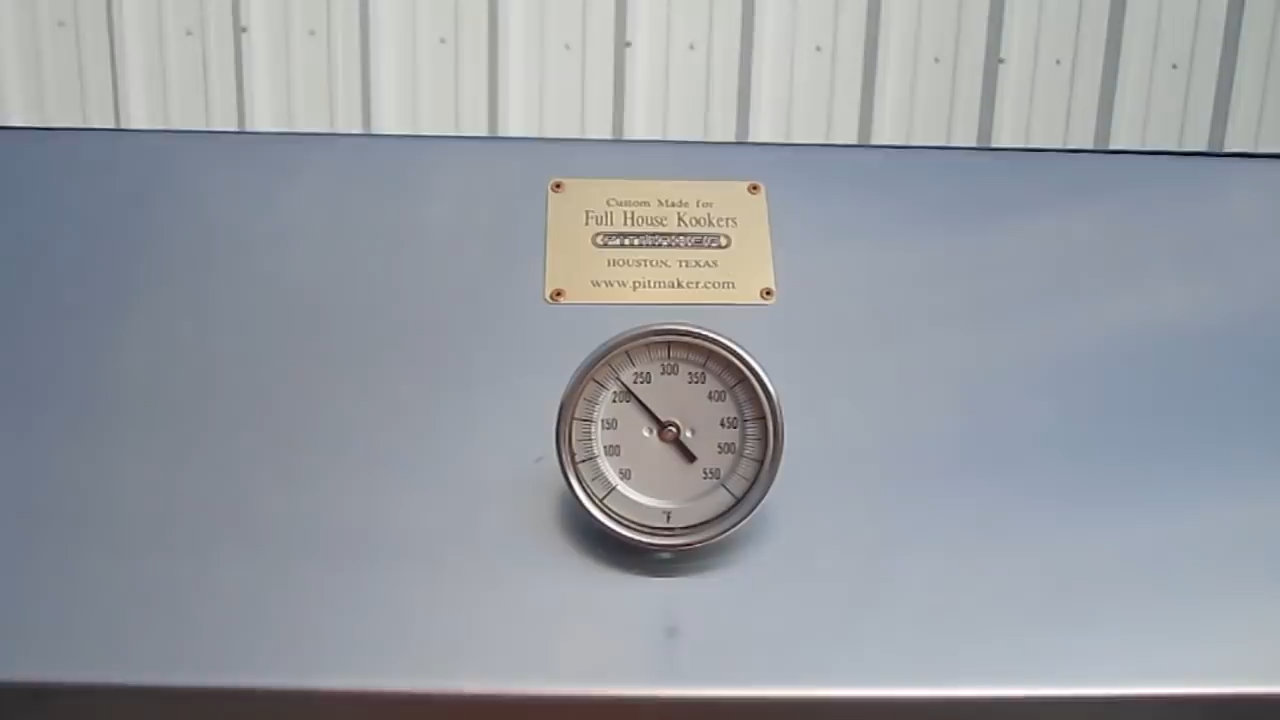 Custom Made for
Full House Kookers
PITMAKER
HOUSTON, TEXAS
www.pitmaker.com
300
250 350
200 400
150 450
100 500
50 550
°F